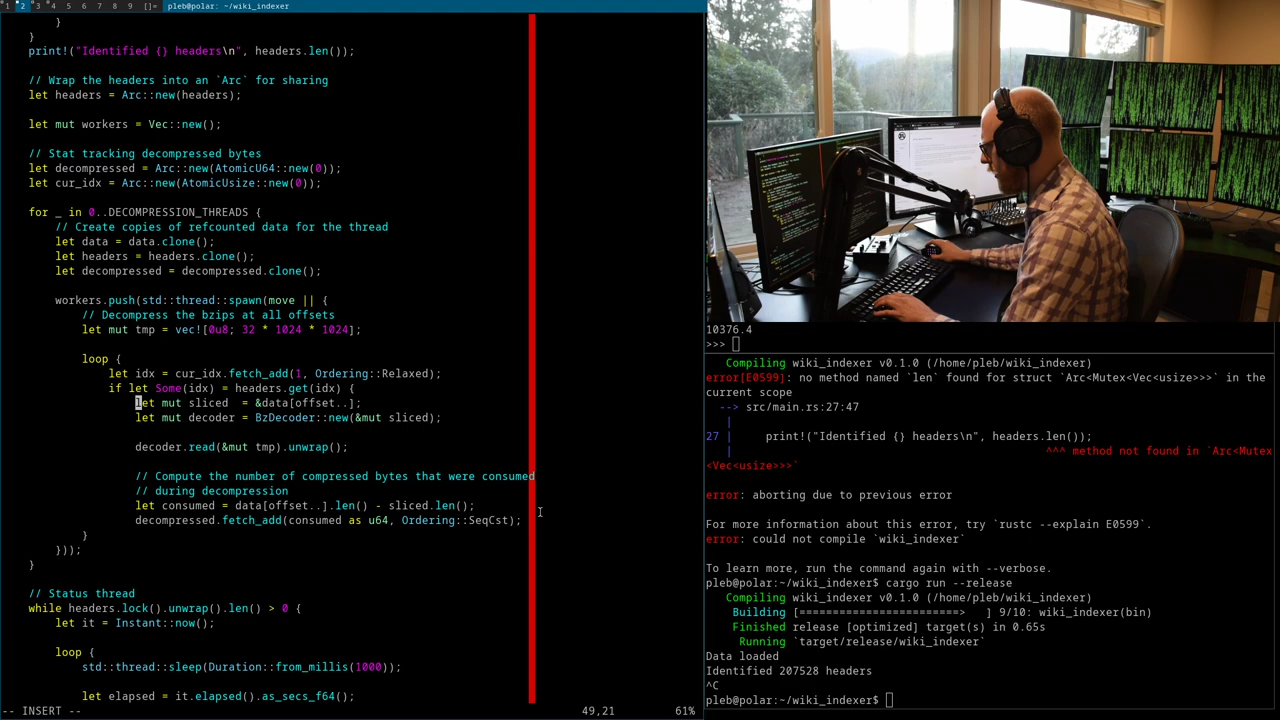 1 2 3 4 5 6 7 8 9 []= pleb@polar: ~/wiki_indexer
}
}
print!("Identified {} headers\n", headers.len());
// Wrap the headers into an `Arc` for sharing
let headers = Arc::new(headers);
let mut workers = Vec::new();
// Stat tracking decompressed bytes
let decompressed = Arc::new(AtomicU64::new(0));
let cur_idx = Arc::new(AtomicUsize::new(0));
for _ in 0..DECOMPRESSION_THREADS {
// Create copies of refcounted data for the thread
let data = data.clone();
let headers = headers.clone();
let decompressed = decompressed.clone();
workers.push(std::thread::spawn(move || {
// Decompress the bzips at all offsets
let mut tmp = vec![0u8; 32 * 1024 * 1024];
loop {
let idx = cur_idx.fetch_add(1, Ordering::Relaxed);
if let Some(idx) = headers.get(idx) {
let mut sliced  = &data[offset..];
let mut decoder = BzDecoder::new(&mut sliced);
decoder.read(&mut tmp).unwrap();
// Compute the number of compressed bytes that were consumed
// during decompression
let consumed = data[offset..].len() - sliced.len();
decompressed.fetch_add(consumed as u64, Ordering::SeqCst);
}
}));
}
// Status thread
while headers.lock().unwrap().len() > 0 {
let it = Instant::now();
loop {
std::thread::sleep(Duration::from_millis(1000));
let elapsed = it.elapsed().as_secs_f64();
-- INSERT -- 49,21 61%
10376.4
>>>
Compiling wiki_indexer v0.1.0 (/home/pleb/wiki_indexer)
error[E0599]: no method named `len` found for struct `Arc<Mutex<Vec<usize>>>` in the
current scope
--> src/main.rs:27:47
|
27 | print!("Identified {} headers\n", headers.len());
| ^^^ method not found in `Arc<Mutex
<Vec<usize>>>`
error: aborting due to previous error
For more information about this error, try `rustc --explain E0599`.
error: could not compile `wiki_indexer`
To learn more, run the command again with --verbose.
pleb@polar:~/wiki_indexer$ cargo run --release
Compiling wiki_indexer v0.1.0 (/home/pleb/wiki_indexer)
Building [========================> ] 9/10: wiki_indexer(bin)
Finished release [optimized] target(s) in 0.65s
Running `target/release/wiki_indexer`
Data loaded
Identified 207528 headers
^C
pleb@polar:~/wiki_indexer$